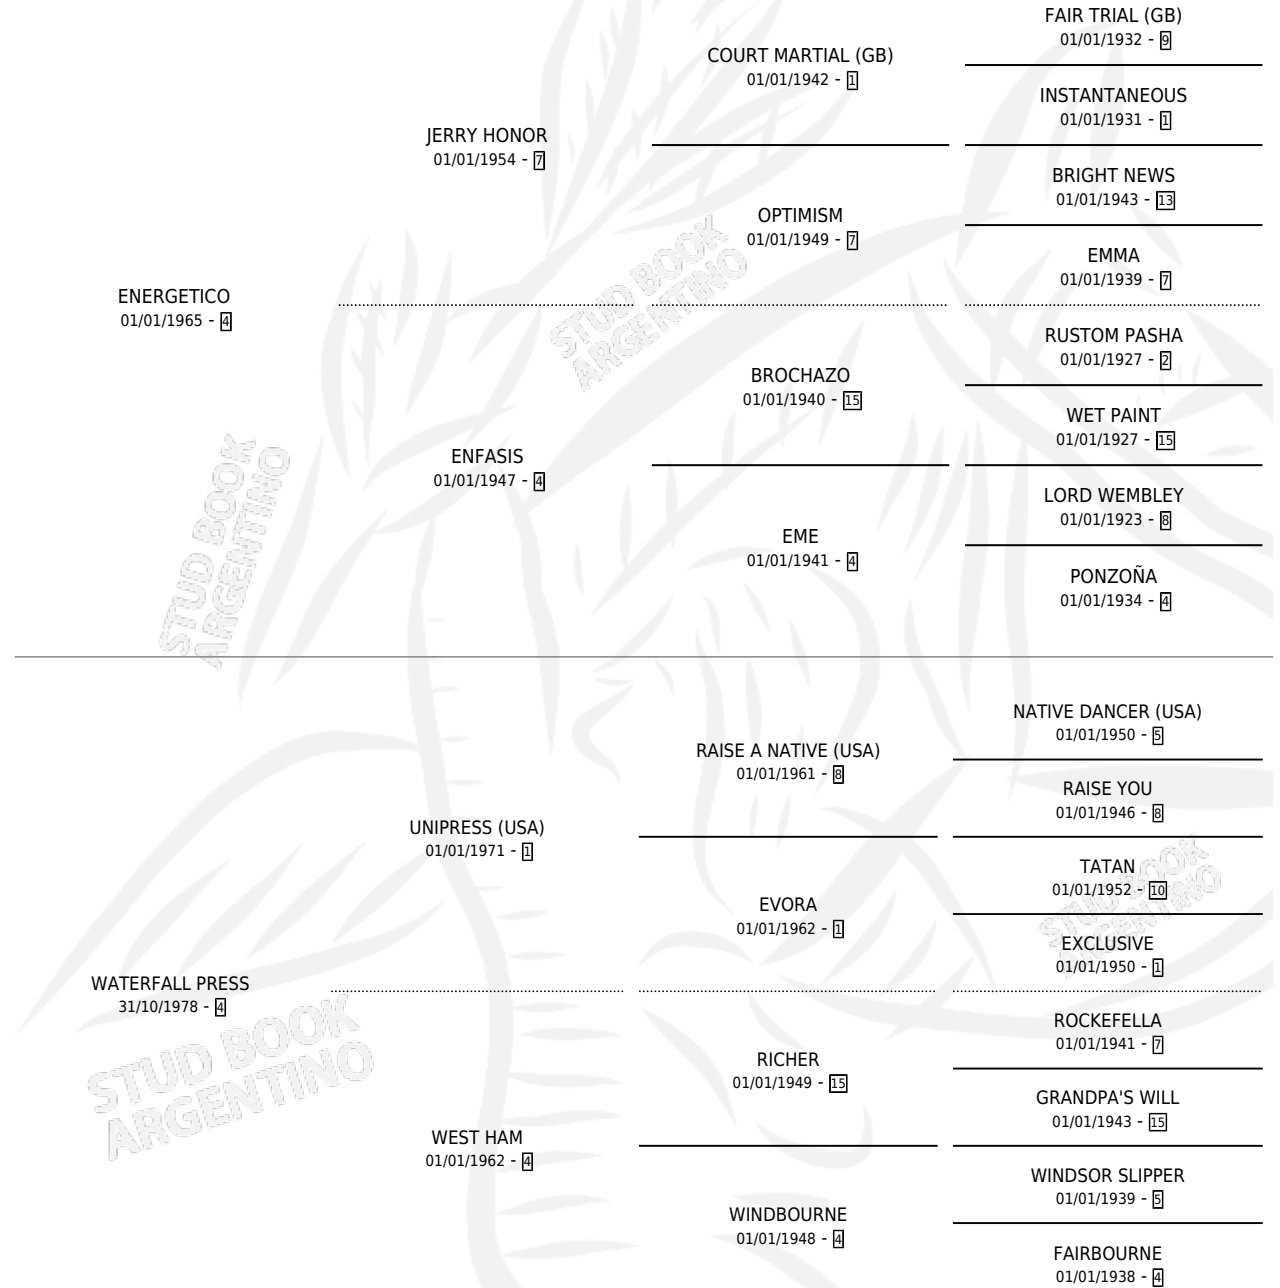 FAIR TRIAL (GB)
01/01/1932 - 9
COURT MARTIAL (GB)
01/01/1942 - 1
INSTANTANEOUS
01/01/1931 - 1
JERRY HONOR
01/01/1954 - 7
BRIGHT NEWS
01/01/1943 - 13
OPTIMISM
01/01/1949 - 7
EMMA
01/01/1939 - 7
ENERGETICO
01/01/1965 - 4
RUSTOM PASHA
01/01/1927 - 2
BROCHAZO
01/01/1940 - 15
WET PAINT
01/01/1927 - 15
ENFASIS
01/01/1947 - 4
LORD WEMBLEY
01/01/1923 - 8
EME
01/01/1941 - 4
PONZOÑA
01/01/1934 - 4
STUD BOOK
ARGENTINO
STUD BOOK
ARGENTINO
NATIVE DANCER (USA)
01/01/1950 - 5
RAISE A NATIVE (USA)
01/01/1961 - 8
RAISE YOU
01/01/1946 - 8
UNIPRESS (USA)
01/01/1971 - 1
TATAN
01/01/1952 - 10
EVORA
01/01/1962 - 1
EXCLUSIVE
01/01/1950 - 1
STUD BOOK
ARGENTINO
WATERFALL PRESS
31/10/1978 - 4
ROCKEFELLA
01/01/1941 - 7
RICHER
01/01/1949 - 15
GRANDPA'S WILL
01/01/1943 - 15
STUD BOOK
ARGENTINO
WEST HAM
01/01/1962 - 4
WINDSOR SLIPPER
01/01/1939 - 5
WINDBOURNE
01/01/1948 - 4
FAIRBOURNE
01/01/1938 - 4